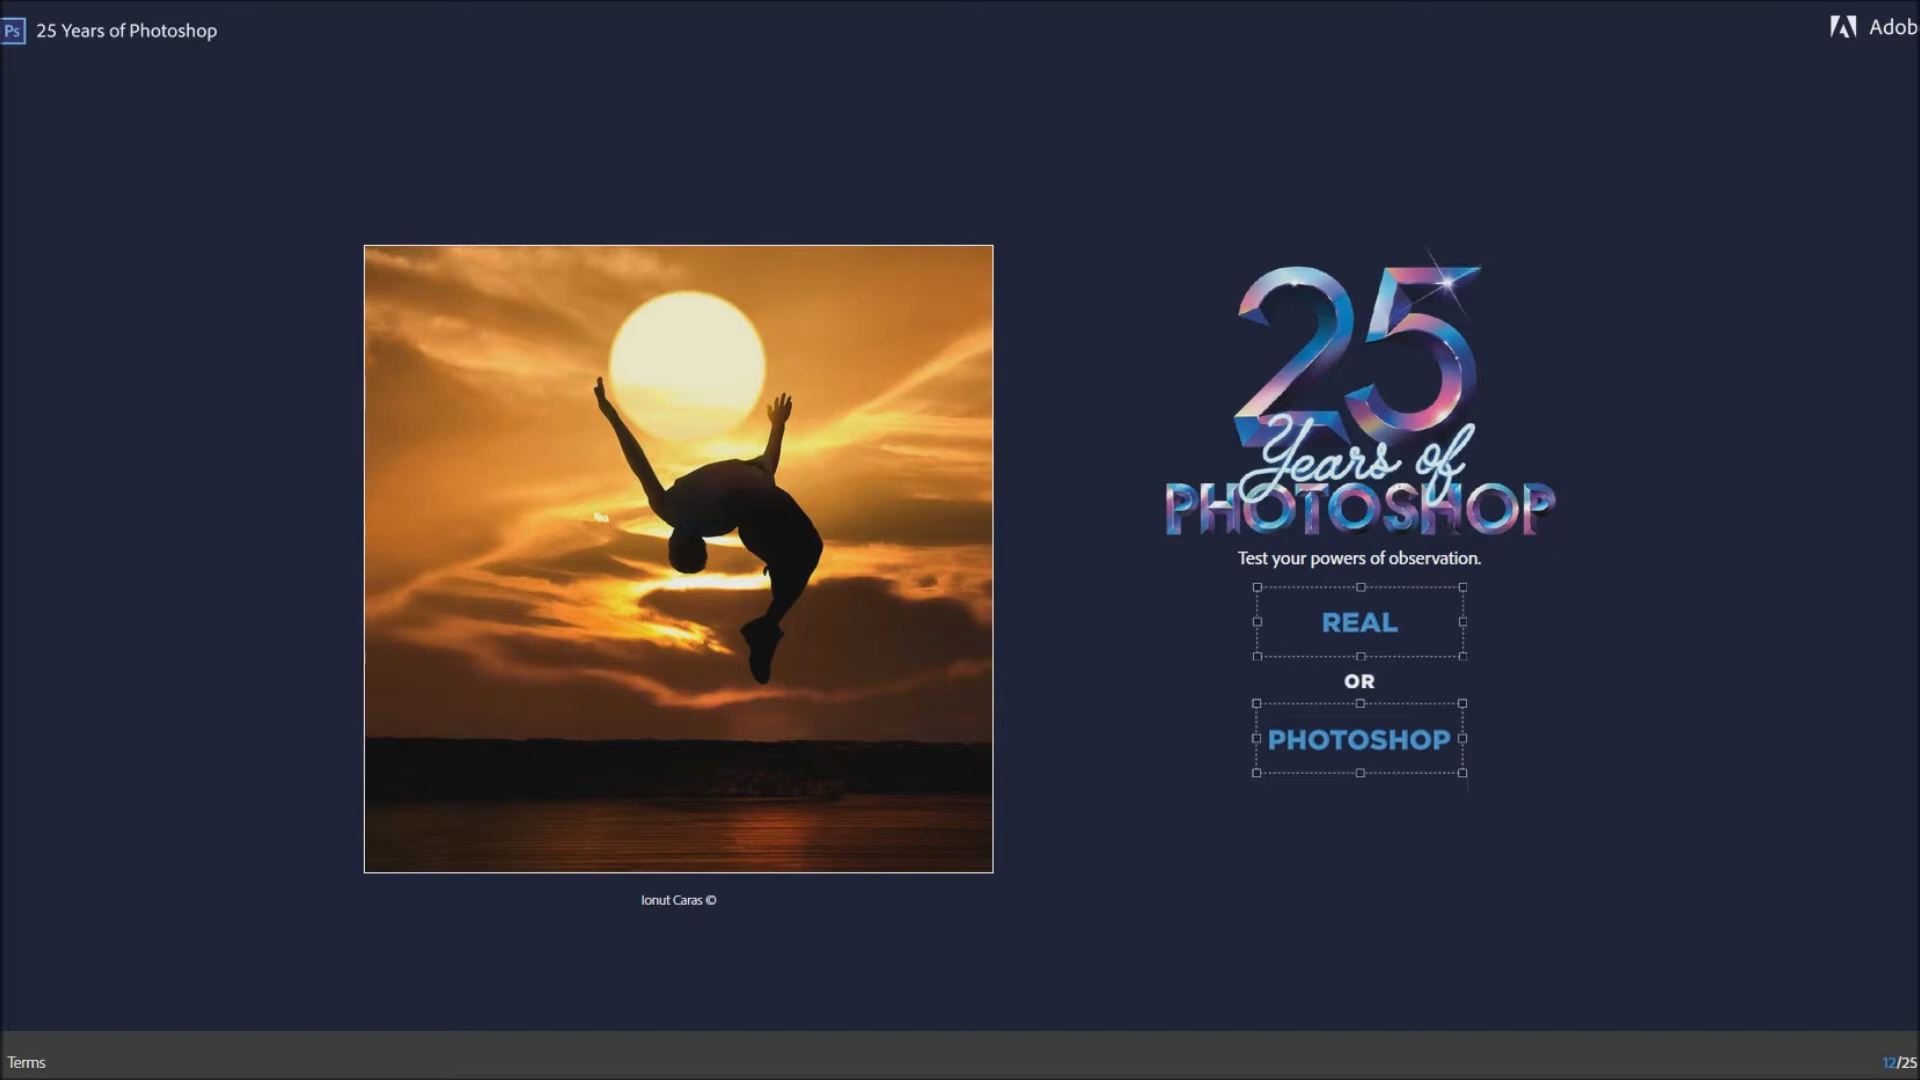 Ps 25 Years of Photoshop
Adob
25
Years of
PHOTOSHOP
Test your powers of observation.
REAL
OR
PHOTOSHOP
Ionut Caras ©
Terms
12/25